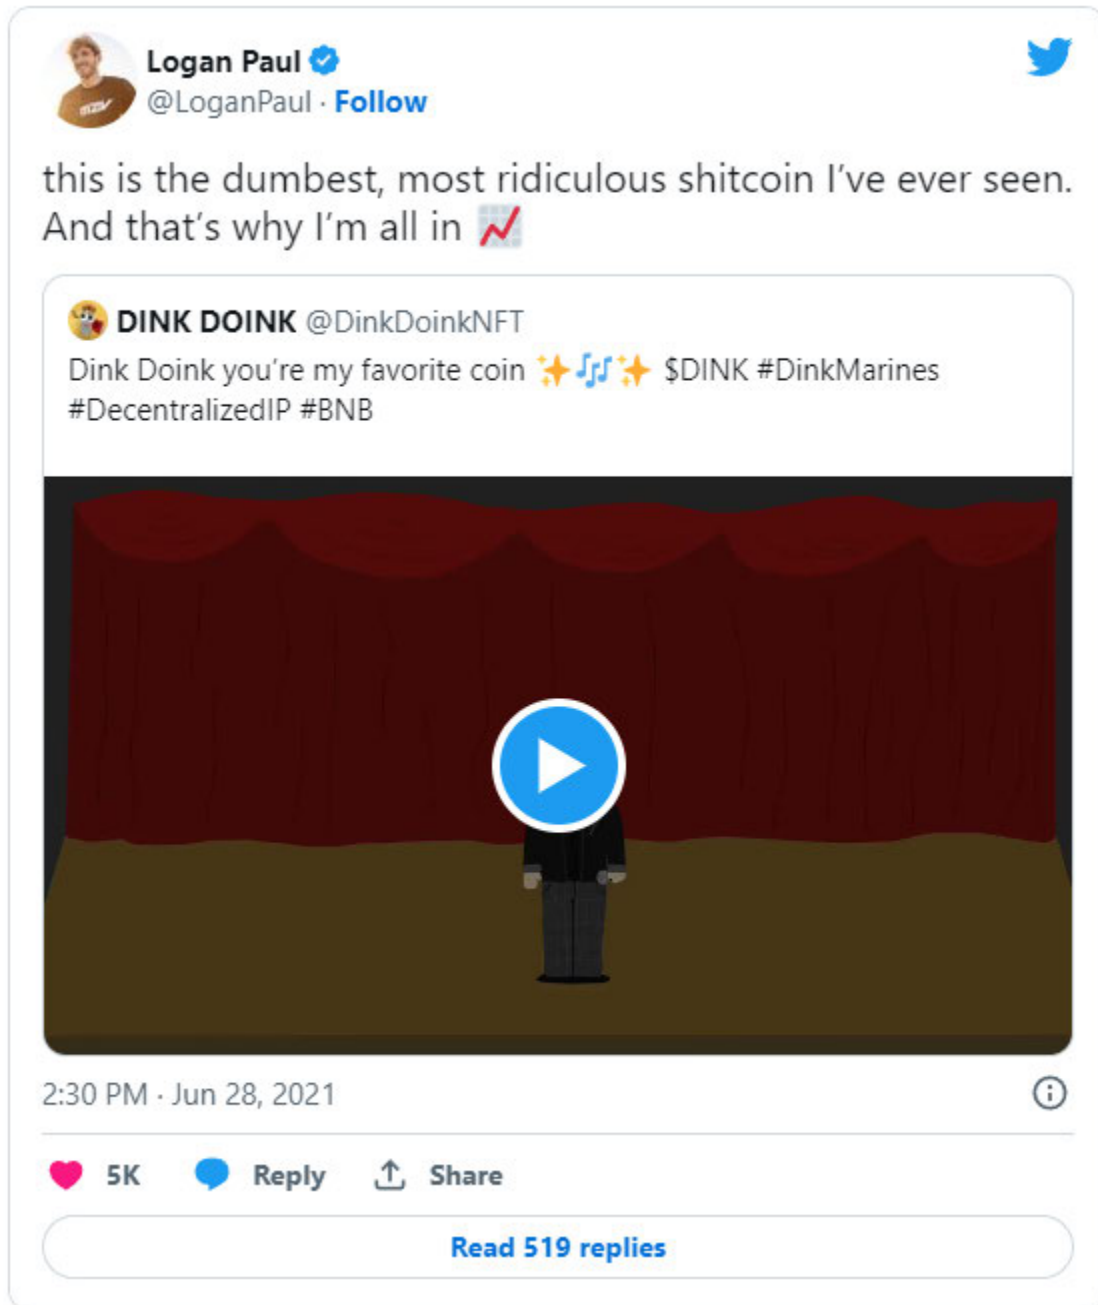 Logan Paul
@LoganPaul · Follow
this is the dumbest, most ridiculous shitcoin I've ever seen.
And that's why I'm all in 📈
DINK DOINK @DinkDoinkNFT
Dink Doink you're my favorite coin ✨🎶✨ $DINK #DinkMarines
#DecentralizedIP #BNB
2:30 PM · Jun 28, 2021
5K Reply Share
Read 519 replies